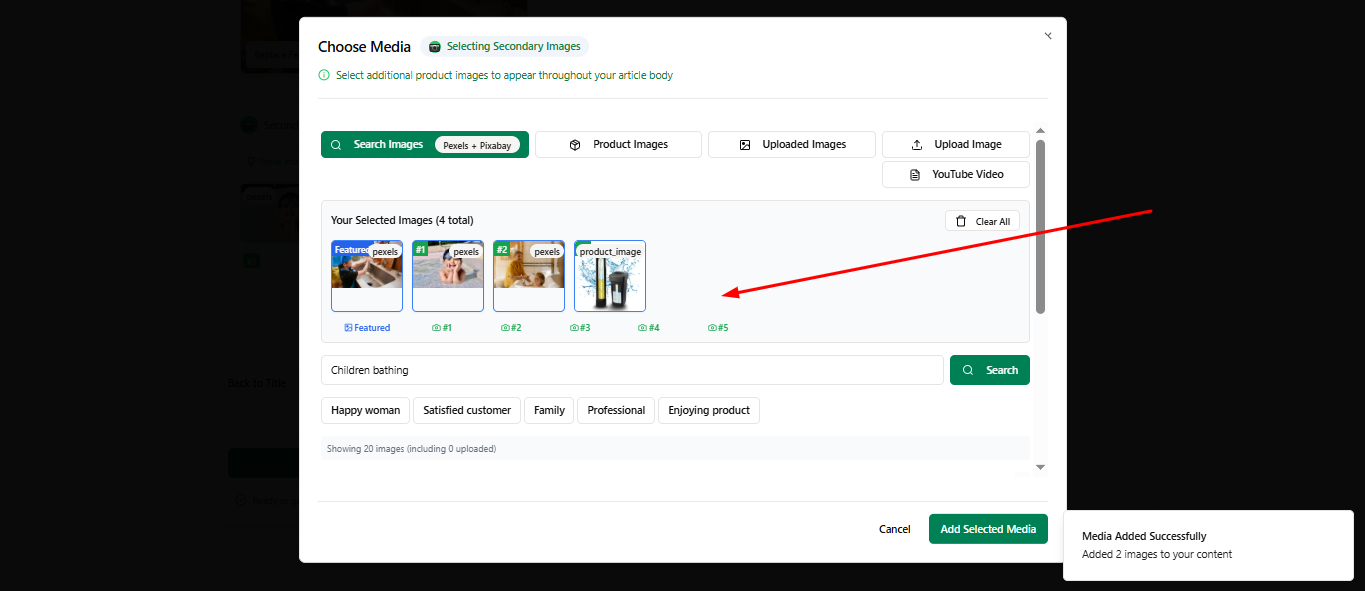 Choose Media
Selecting Secondary Images
Select additional product images to appear throughout your article body
Search Images
Pexels + Pixabay
Product Images
Uploaded Images
Upload Image
YouTube Video
Your Selected Images (4 total)
Clear All
Featured
pexels
#1
pexels
#2
pexels
product_image
Featured
#1
#2
#3
#4
#5
Children bathing
Search
Happy woman
Satisfied customer
Family
Professional
Enjoying product
Showing 20 images (including 0 uploaded)
Back to Title
Cancel
Add Selected Media
Media Added Successfully
Added 2 images to your content